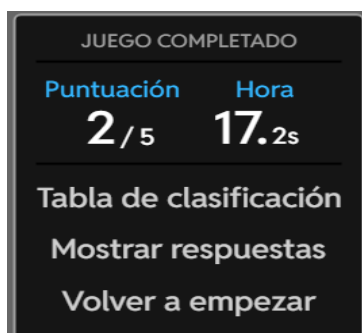 JUEGO COMPLETADO
Puntuación Hora
2/5 17.2s
Tabla de clasificación
Mostrar respuestas
Volver a empezar